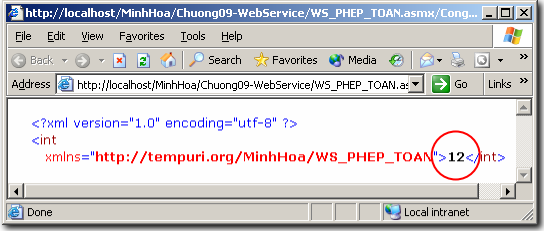 http://localhost/MinhHoa/Chuong09-WebService/WS_PHEP_TOAN.asmx/Cong...
File Edit View Favorites Tools Help
Back Search Favorites Media
Address http://localhost/MinhHoa/Chuong09-WebService/WS_PHEP_TOAN.as Go Links »
<?xml version="1.0" encoding="utf-8" ?>
<int
xmlns="http://tempuri.org/MinhHoa/WS_PHEP_TOAN">12</int>
Done Local intranet